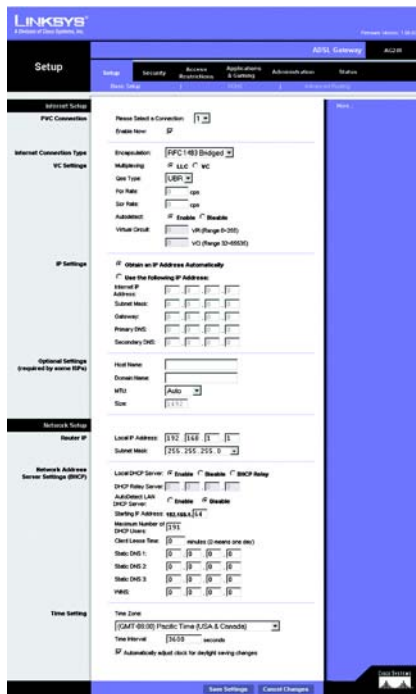 LINKSYS®
A Division of Cisco Systems, Inc.
ADSL Gateway AG241
Setup
Setup Security Access Restrictions Applications & Gaming Administration Status
Basic Setup | DDNS | Advanced Routing
Internet Setup
More...
PVC Connection
Please Select a Connection: 1
Enable Now:
Internet Connection Type
Encapsulation: RFC 1483 Bridged
VC Settings
Multiplexing: LLC VC
Qos Type: UBR
Pcr Rate: cps
Scr Rate: cps
Autodetect: Enable Disable
Virtual Circuit: VPI (Range 0~255)
VCI (Range 32~65535)
IP Settings
Obtain an IP Address Automatically
Use the following IP Address:
Internet IP Address:
Subnet Mask:
Gateway:
Primary DNS:
Secondary DNS:
Optional Settings (required by some ISPs)
Host Name:
Domain Name:
MTU: Auto
Size: 1492
Network Setup
Router IP
Local IP Address: 192 . 168 . 1 . 1
Subnet Mask: 255.255.255.0
Network Address Server Settings (DHCP)
Local DHCP Server: Enable Disable DHCP Relay
DHCP Relay Server:
AutoDetect LAN DHCP Server: Enable Disable
Starting IP Address: 192.168.1. 64
Maximum Number of DHCP Users: 191
Client Lease Time: 0 minutes (0 means one day)
Static DNS 1: 0 . 0 . 0 . 0
Static DNS 2: 0 . 0 . 0 . 0
Static DNS 3: 0 . 0 . 0 . 0
WINS: 0 . 0 . 0 . 0
Time Setting
Time Zone:
(GMT-08:00) Pacific Time (USA & Canada)
Time Interval: 3600 seconds
Automatically adjust clock for daylight saving changes
Save Settings Cancel Changes
Cisco Systems